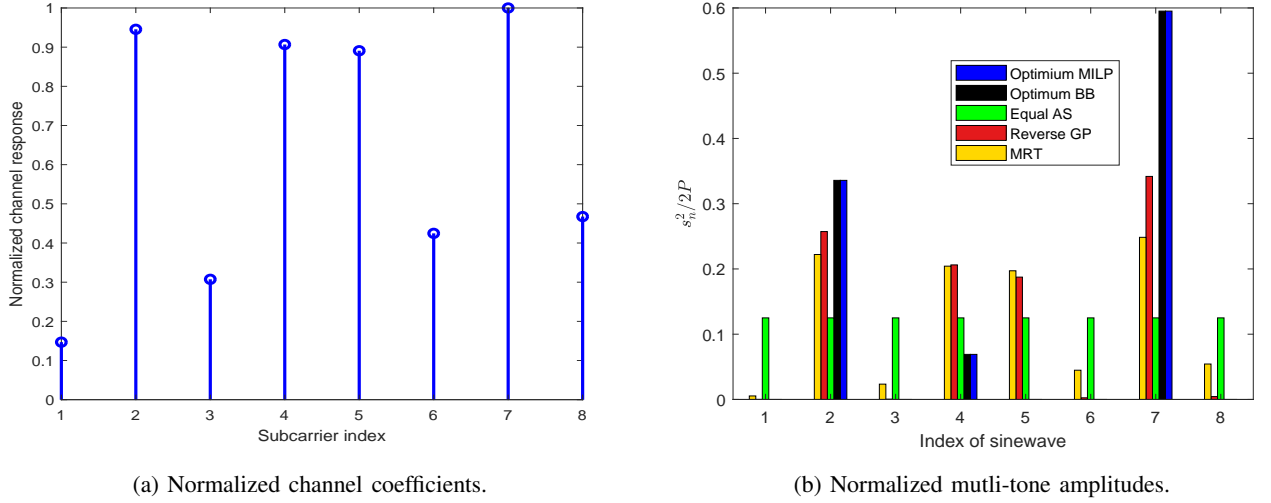 1
0.9
0.8
0.7
0.6
0.5
0.4
0.3
0.2
0.1
0
Normalized channel response
1 2 3 4 5 6 7 8
Subcarrier index
(a) Normalized channel coefficients.
0.6
0.5
0.4
0.3
0.2
0.1
0
s_n^2/2P
Optimium MILP
Optimum BB
Equal AS
Reverse GP
MRT
1 2 3 4 5 6 7 8
Index of sinewave
(b) Normalized mutli-tone amplitudes.